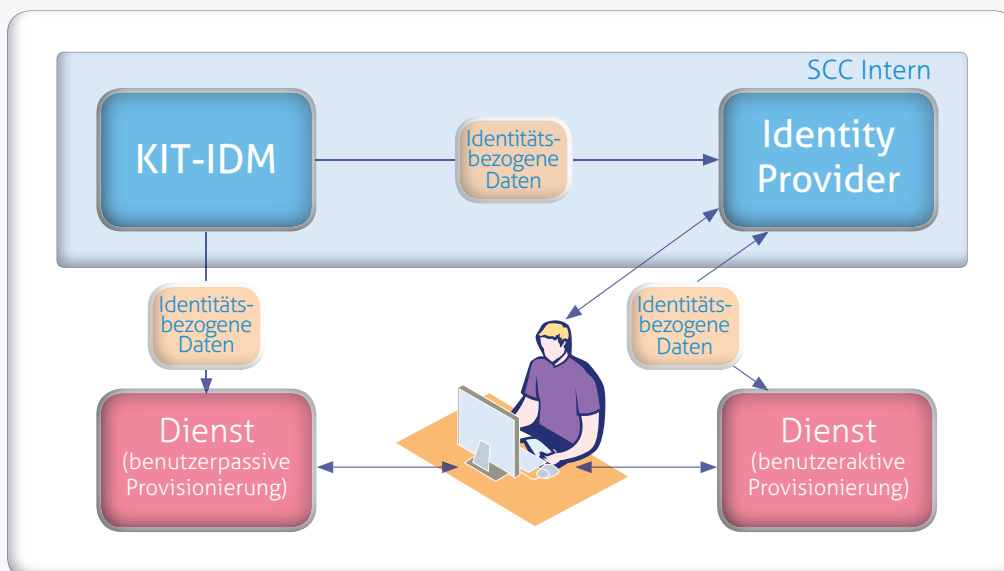 SCC Intern
KIT-IDM
Identitäts-
bezogene
Daten
Identity
Provider
Identitäts-
bezogene
Daten
Identitäts-
bezogene
Daten
Dienst
(benutzerpassive
Provisionierung)
Dienst
(benutzeraktive
Provisionierung)